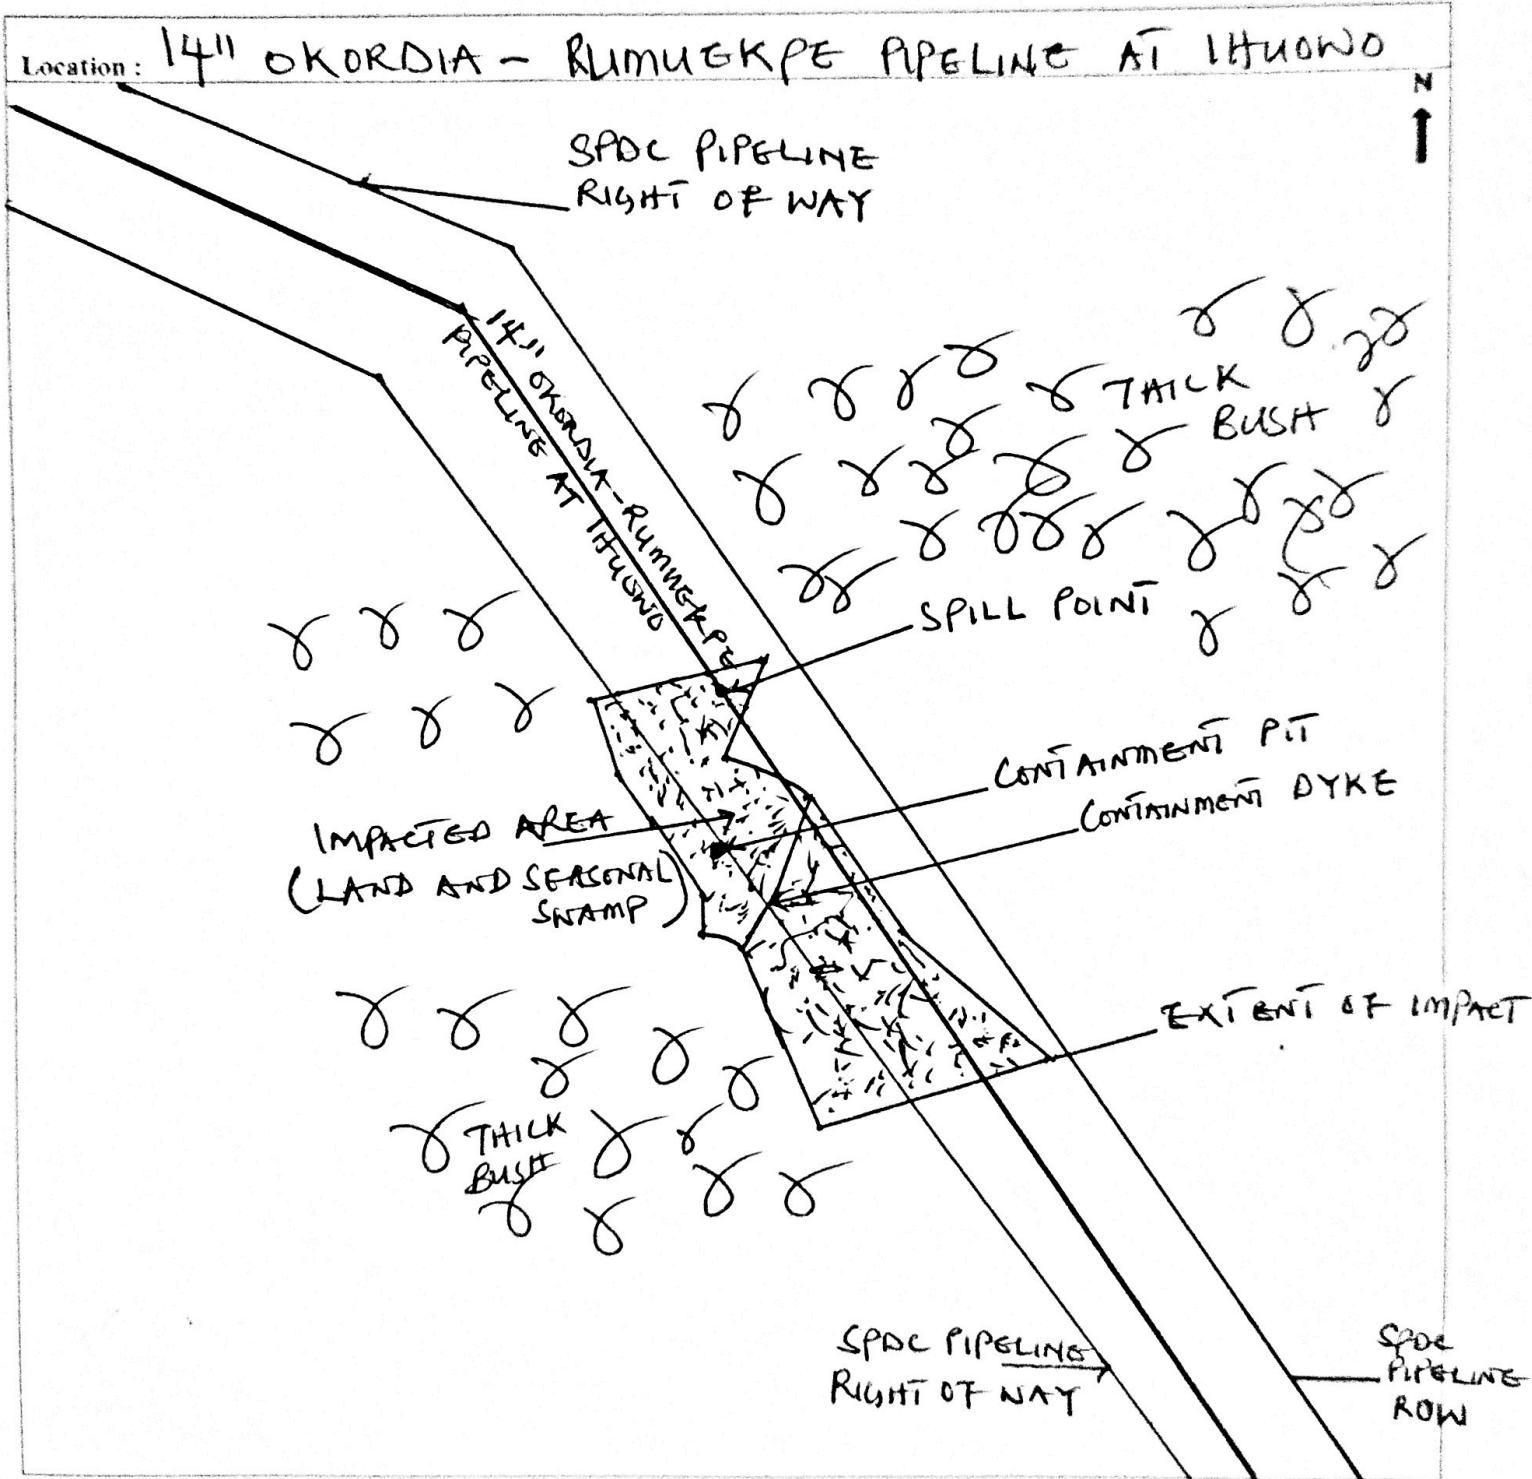 Location : 14" OKORDIA - RUMUEKPE PIPELINE AT IHUOWO
N
SPDC PIPELINE
RIGHT OF WAY
14" OKORDIA-RUMUEKPE
PIPELINE AT IHUOWO
THICK
BUSH
SPILL POINT
CONTAINMENT PIT
CONTAINMENT DYKE
IMPACTED AREA
(LAND AND SEASONAL
SWAMP)
EXTENT OF IMPACT
THICK
BUSH
SPDC PIPELINE
RIGHT OF WAY
SPDC
PIPELINE
ROW